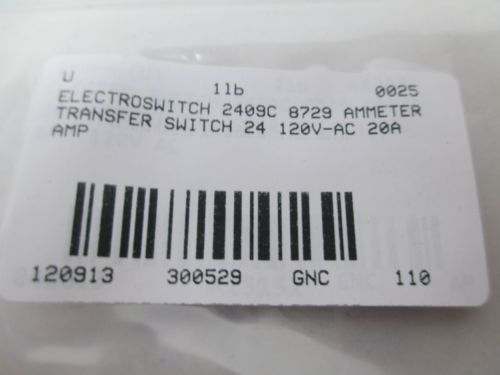 U 11b 0025
ELECTROSWITCH 2409C 8729 AMMETER
TRANSFER SWITCH 24 120V-AC 20A
AMP
120913 300529 GNC 110